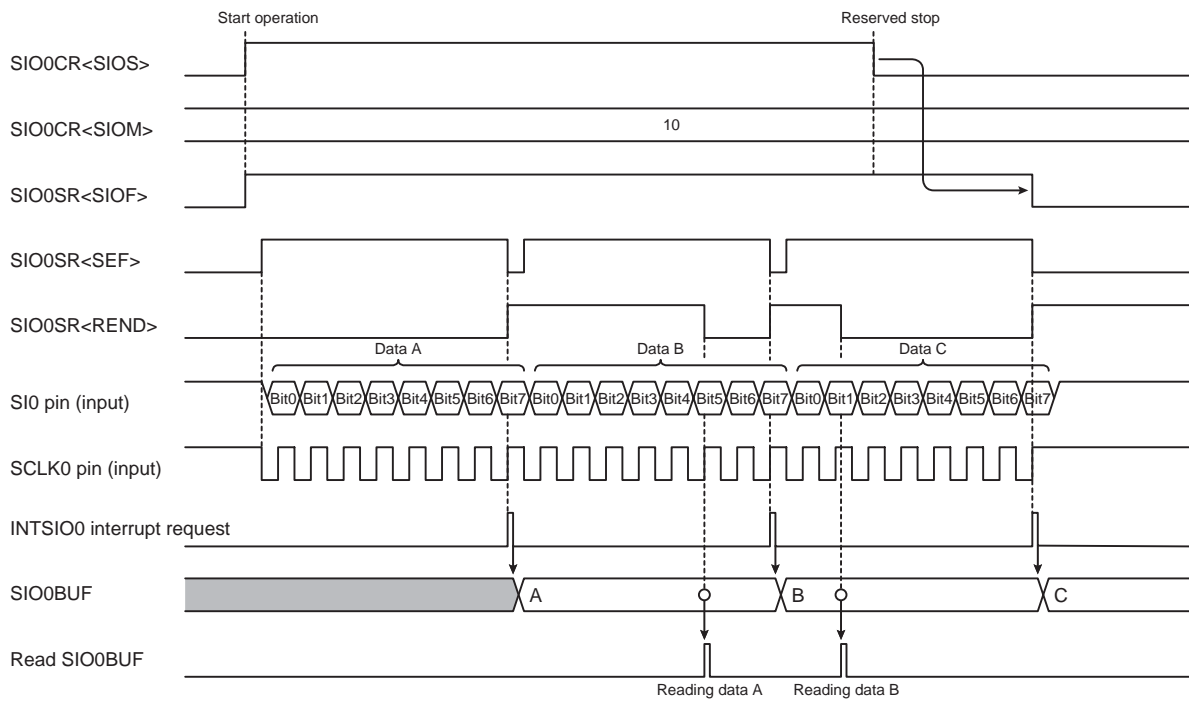 Start operation Reserved stop
SIO0CR<SIOS>
SIO0CR<SIOM> 10
SIO0SR<SIOF>
SIO0SR<SEF>
SIO0SR<REND>
Data A Data B Data C
SI0 pin (input) Bit0 Bit1 Bit2 Bit3 Bit4 Bit5 Bit6 Bit7 Bit0 Bit1 Bit2 Bit3 Bit4 Bit5 Bit6 Bit7 Bit0 Bit1 Bit2 Bit3 Bit4 Bit5 Bit6 Bit7
SCLK0 pin (input)
INTSIO0 interrupt request
SIO0BUF A B C
Read SIO0BUF
Reading data A Reading data B